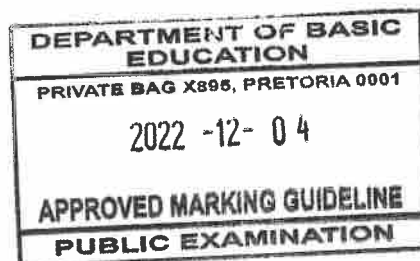 DEPARTMENT OF BASIC
EDUCATION
PRIVATE BAG X895, PRETORIA 0001
2022 -12- 04
APPROVED MARKING GUIDELINE
PUBLIC EXAMINATION